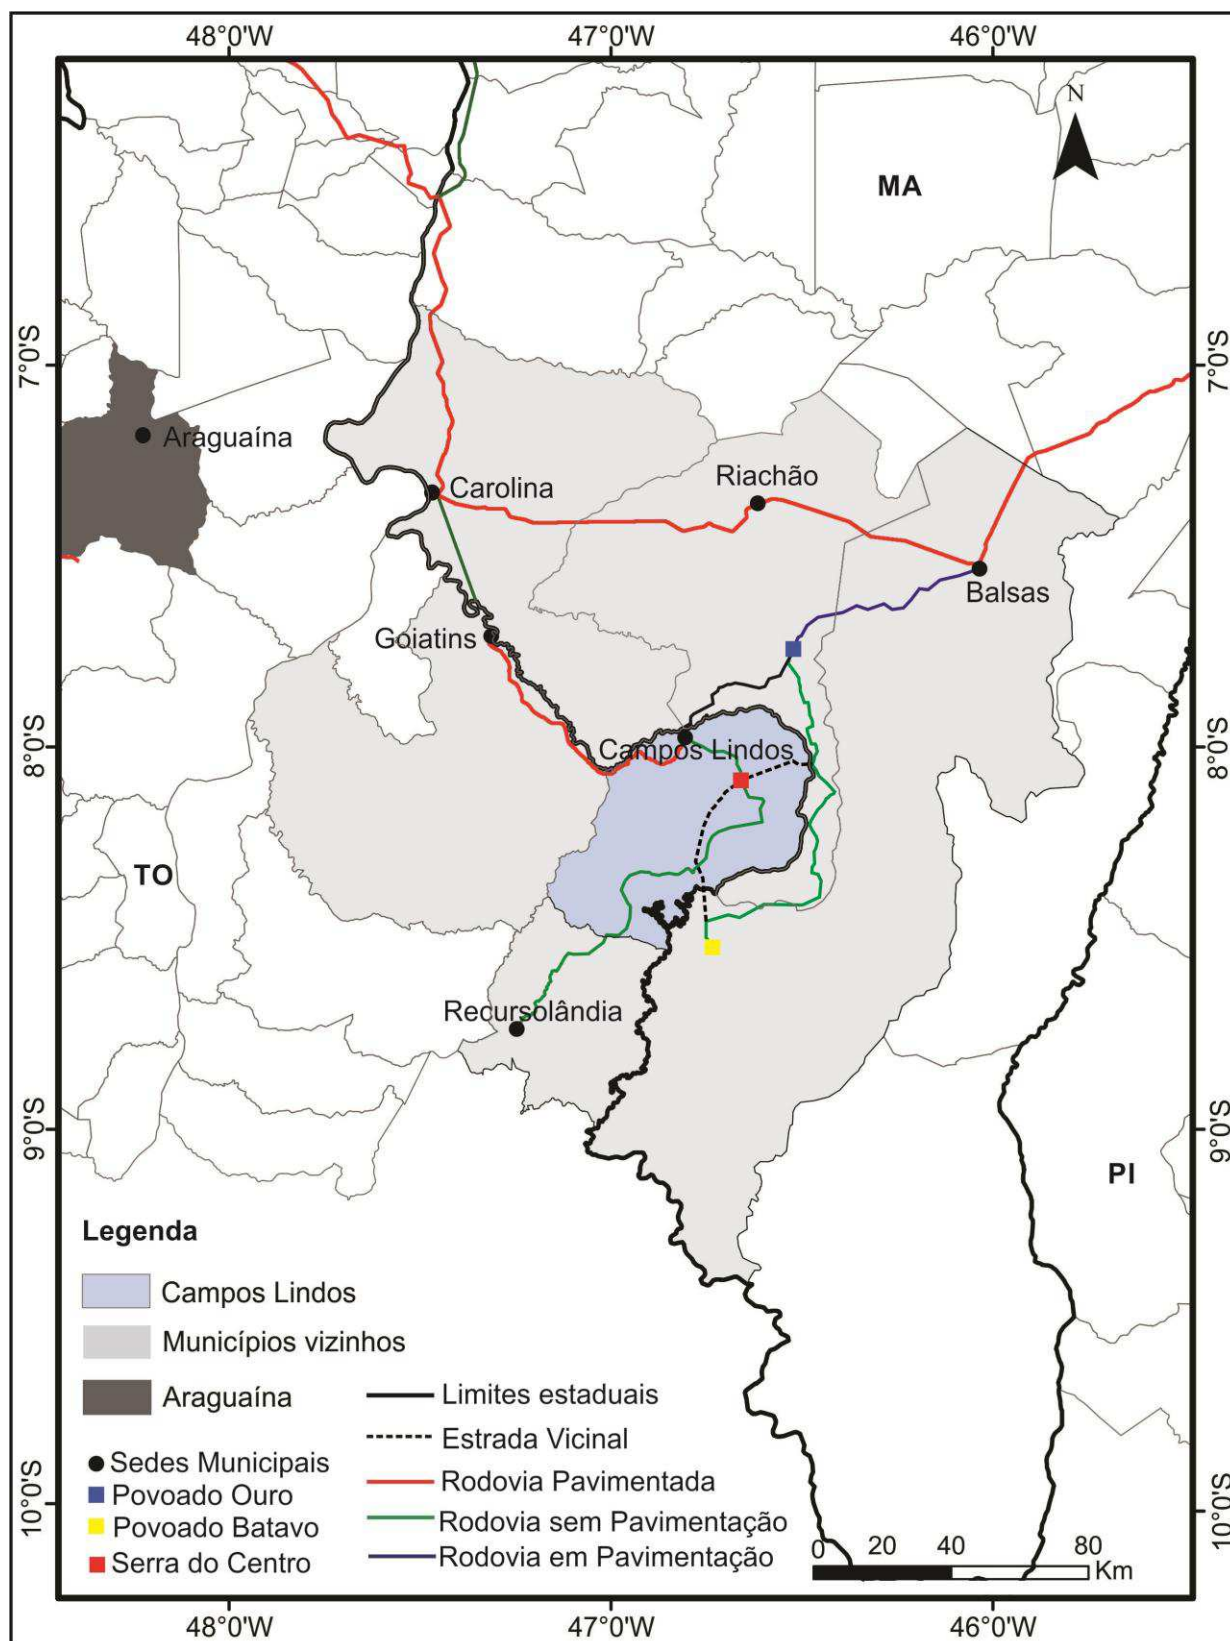 48°0'W 47°0'W 46°0'W
N
MA
7°0'S 7°0'S
Araguaína
Carolina
Riachão
Balsas
Goiatins
8°0'S 8°0'S
Campos Lindos
TO
Recursolândia
9°0'S 9°0'S
PI
Legenda
Campos Lindos
Municípios vizinhos
Araguaína
Limites estaduais
Estrada Vicinal
Sedes Municipais
Rodovia Pavimentada
Povoado Ouro
10°0'S 10°0'S
Povoado Batavo
Rodovia sem Pavimentação
Serra do Centro
Rodovia em Pavimentação
0 20 40 80
Km
48°0'W 47°0'W 46°0'W